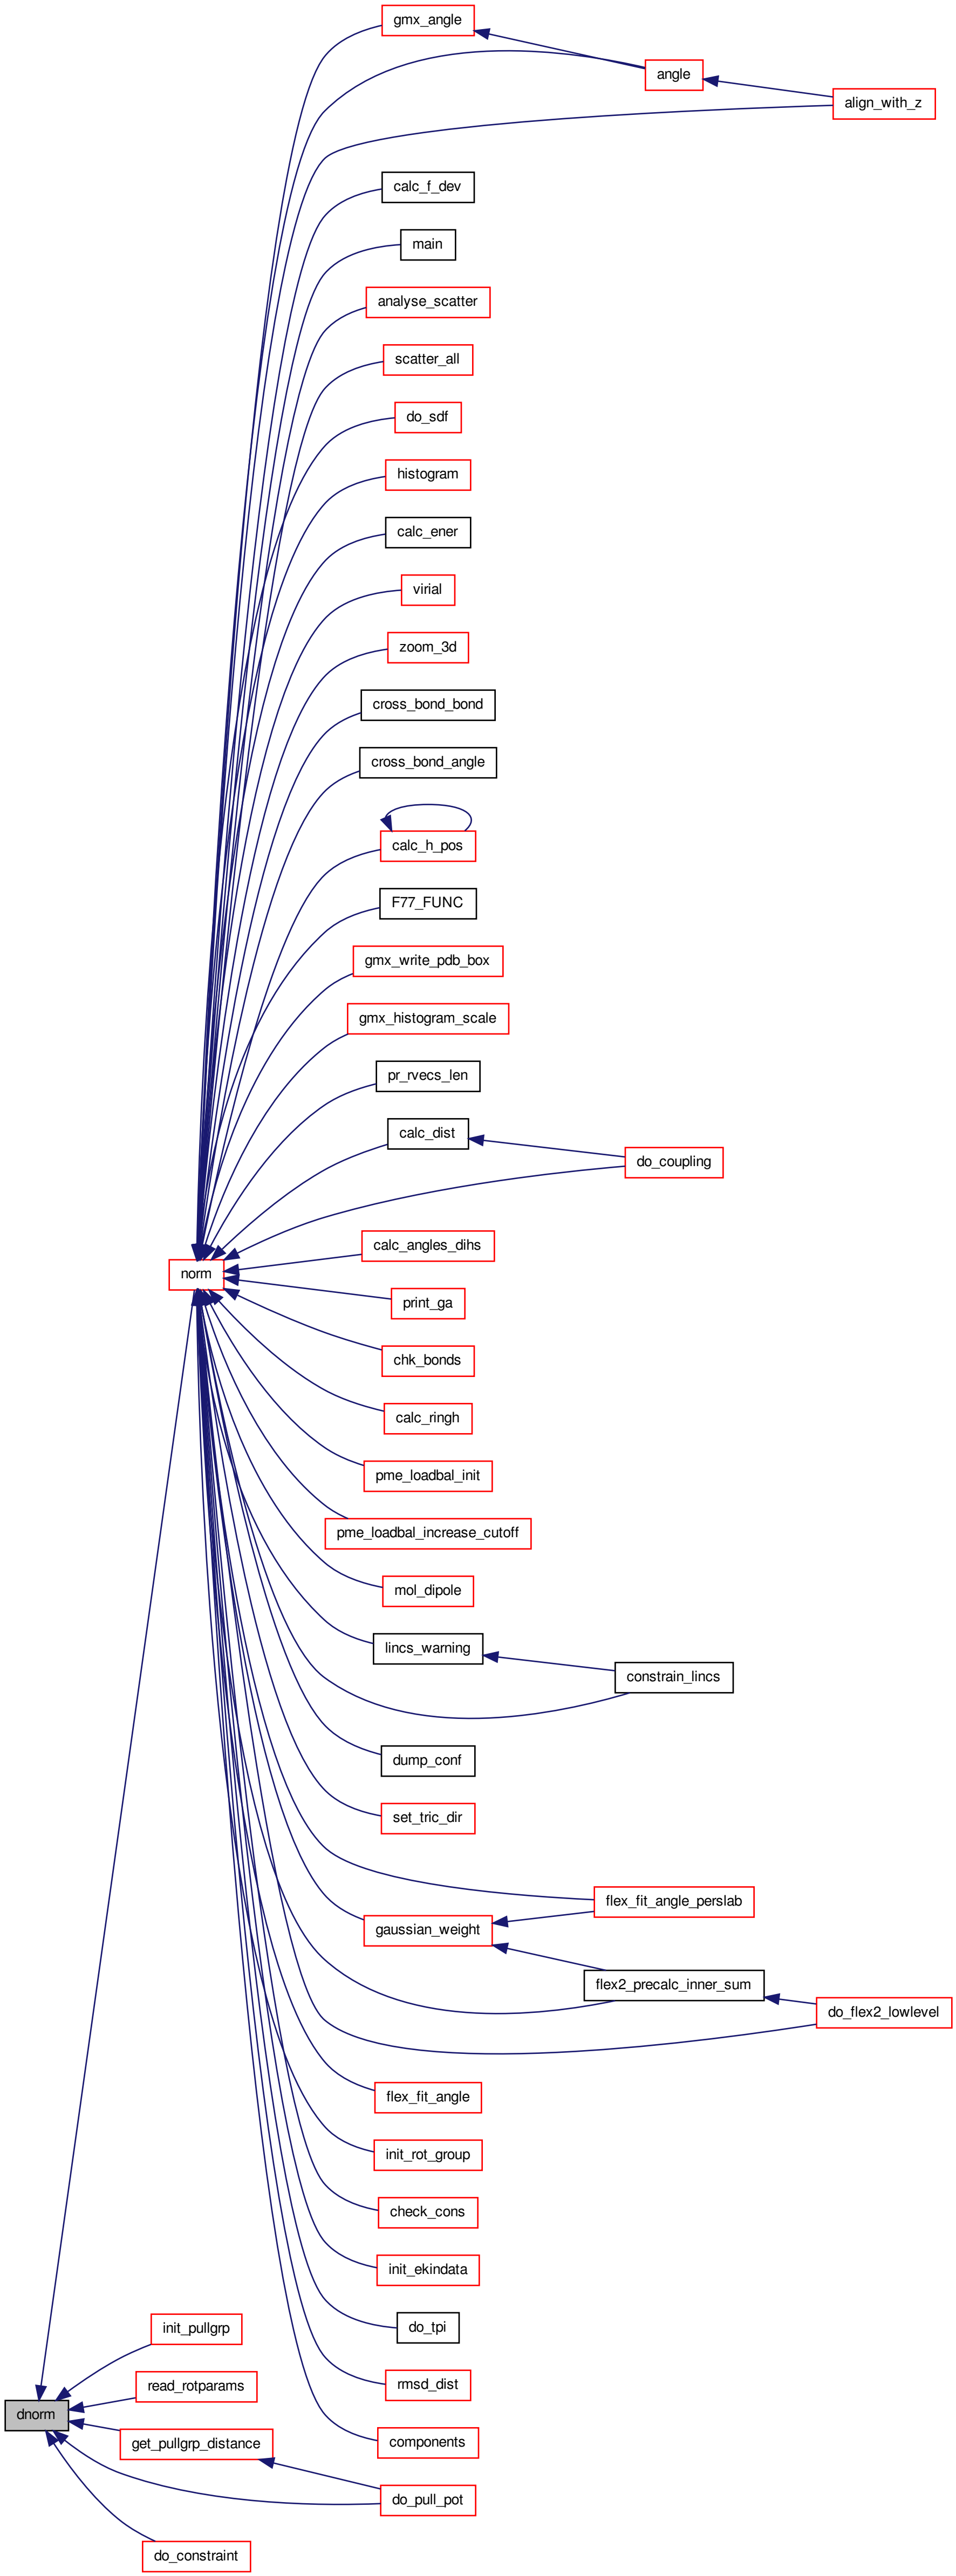 gmx_angle
angle
align_with_z
calc_f_dev
main
analyse_scatter
scatter_all
do_sdf
histogram
calc_ener
virial
zoom_3d
cross_bond_bond
cross_bond_angle
calc_h_pos
F77_FUNC
gmx_write_pdb_box
gmx_histogram_scale
pr_rvecs_len
calc_dist
do_coupling
calc_angles_dihs
norm
print_ga
chk_bonds
calc_ringh
pme_loadbal_init
pme_loadbal_increase_cutoff
mol_dipole
lincs_warning
constrain_lincs
dump_conf
set_tric_dir
flex_fit_angle_perslab
gaussian_weight
flex2_precalc_inner_sum
do_flex2_lowlevel
flex_fit_angle
init_rot_group
check_cons
init_ekindata
do_tpi
init_pullgrp
rmsd_dist
read_rotparams
dnorm
components
get_pullgrp_distance
do_pull_pot
do_constraint